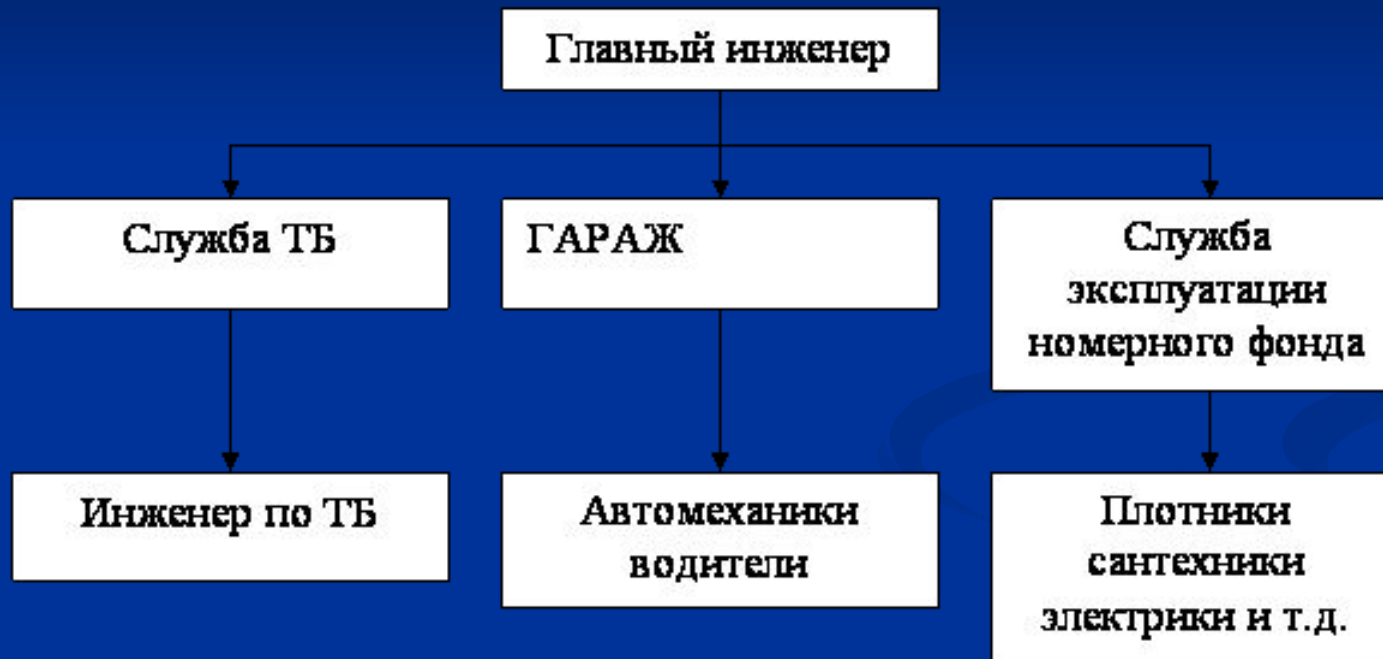 Главный инженер
Служба ТБ
ГАРАЖ
Служба
эксплуатации
номерного фонда
Инженер по ТБ
Автомеханики
водители
Плотники
сантехники
электрики и т.д.